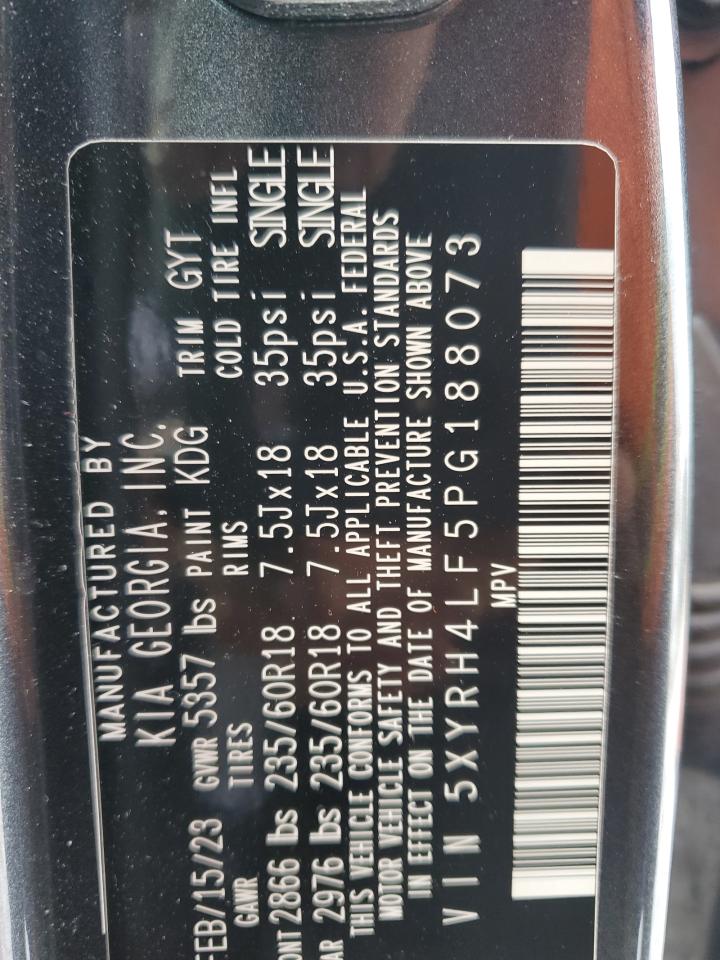 MANUFACTURED BY
KIA GEORGIA, INC.
FEB/15/23 GVWR 5357 lbs PAINT KDG TRIM GYT
GAWR TIRES RIMS COLD TIRE INFL
2866 lbs 235/60R18 7.5Jx18 35psi SINGLE
2976 lbs 235/60R18 7.5Jx18 35psi SINGLE
THIS VEHICLE CONFORMS TO ALL APPLICABLE U.S.A. FEDERAL
MOTOR VEHICLE SAFETY AND THEFT PREVENTION STANDARDS
IN EFFECT ON THE DATE OF MANUFACTURE SHOWN ABOVE
VIN 5XYRH4LF5PG188073
MPV